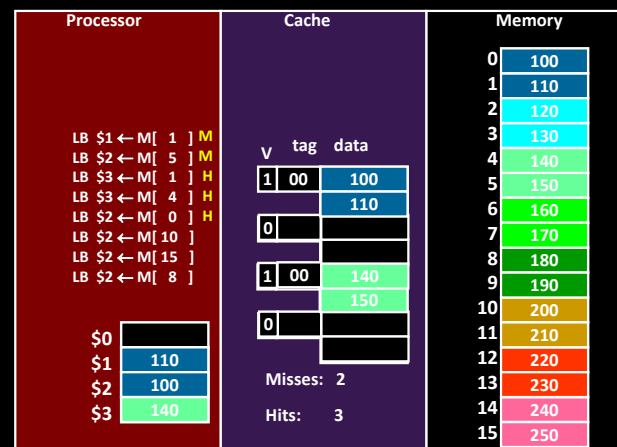 Processor
LB $1 ← M[ 1 ] M
LB $2 ← M[ 5 ] M
LB $3 ← M[ 1 ] H
LB $3 ← M[ 4 ] H
LB $2 ← M[ 0 ] H
LB $2 ← M[ 10 ]
LB $2 ← M[ 15 ]
LB $2 ← M[ 8 ]
$0
$1 110
$2 100
$3 140
Cache
V tag data
1 00 100
110
0
1 00 140
150
0
Misses: 2
Hits: 3
Memory
0 100
1 110
2 120
3 130
4 140
5 150
6 160
7 170
8 180
9 190
10 200
11 210
12 220
13 230
14 240
15 250